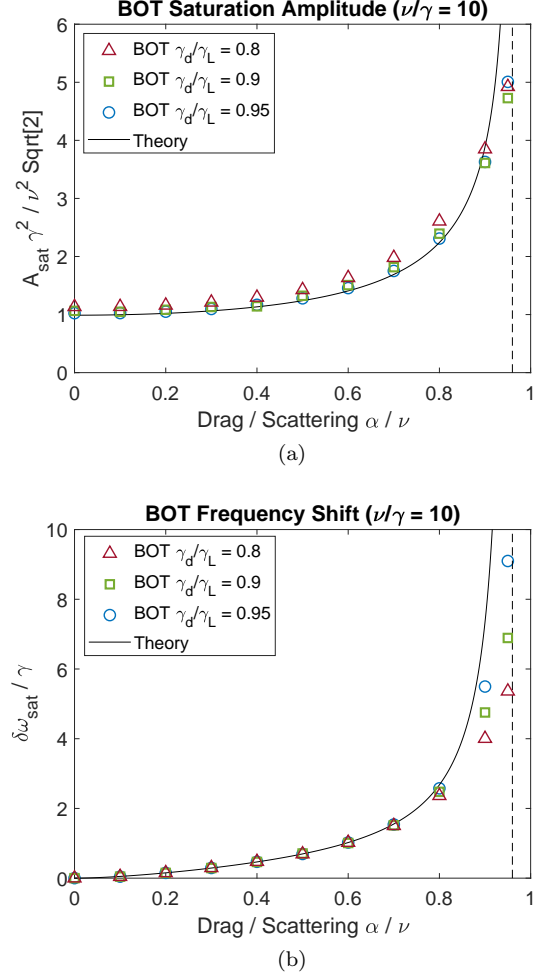 BOT Saturation Amplitude (ν/γ = 10)
6
5
4
3
2
1
0
A_sat γ² / ν² Sqrt[2]
BOT γ_d/γ_L = 0.8
BOT γ_d/γ_L = 0.9
BOT γ_d/γ_L = 0.95
Theory
0 0.2 0.4 0.6 0.8 1
Drag / Scattering α / ν
(a)
BOT Frequency Shift (ν/γ = 10)
10
8
6
4
2
0
δω_sat / γ
BOT γ_d/γ_L = 0.8
BOT γ_d/γ_L = 0.9
BOT γ_d/γ_L = 0.95
Theory
0 0.2 0.4 0.6 0.8 1
Drag / Scattering α / ν
(b)